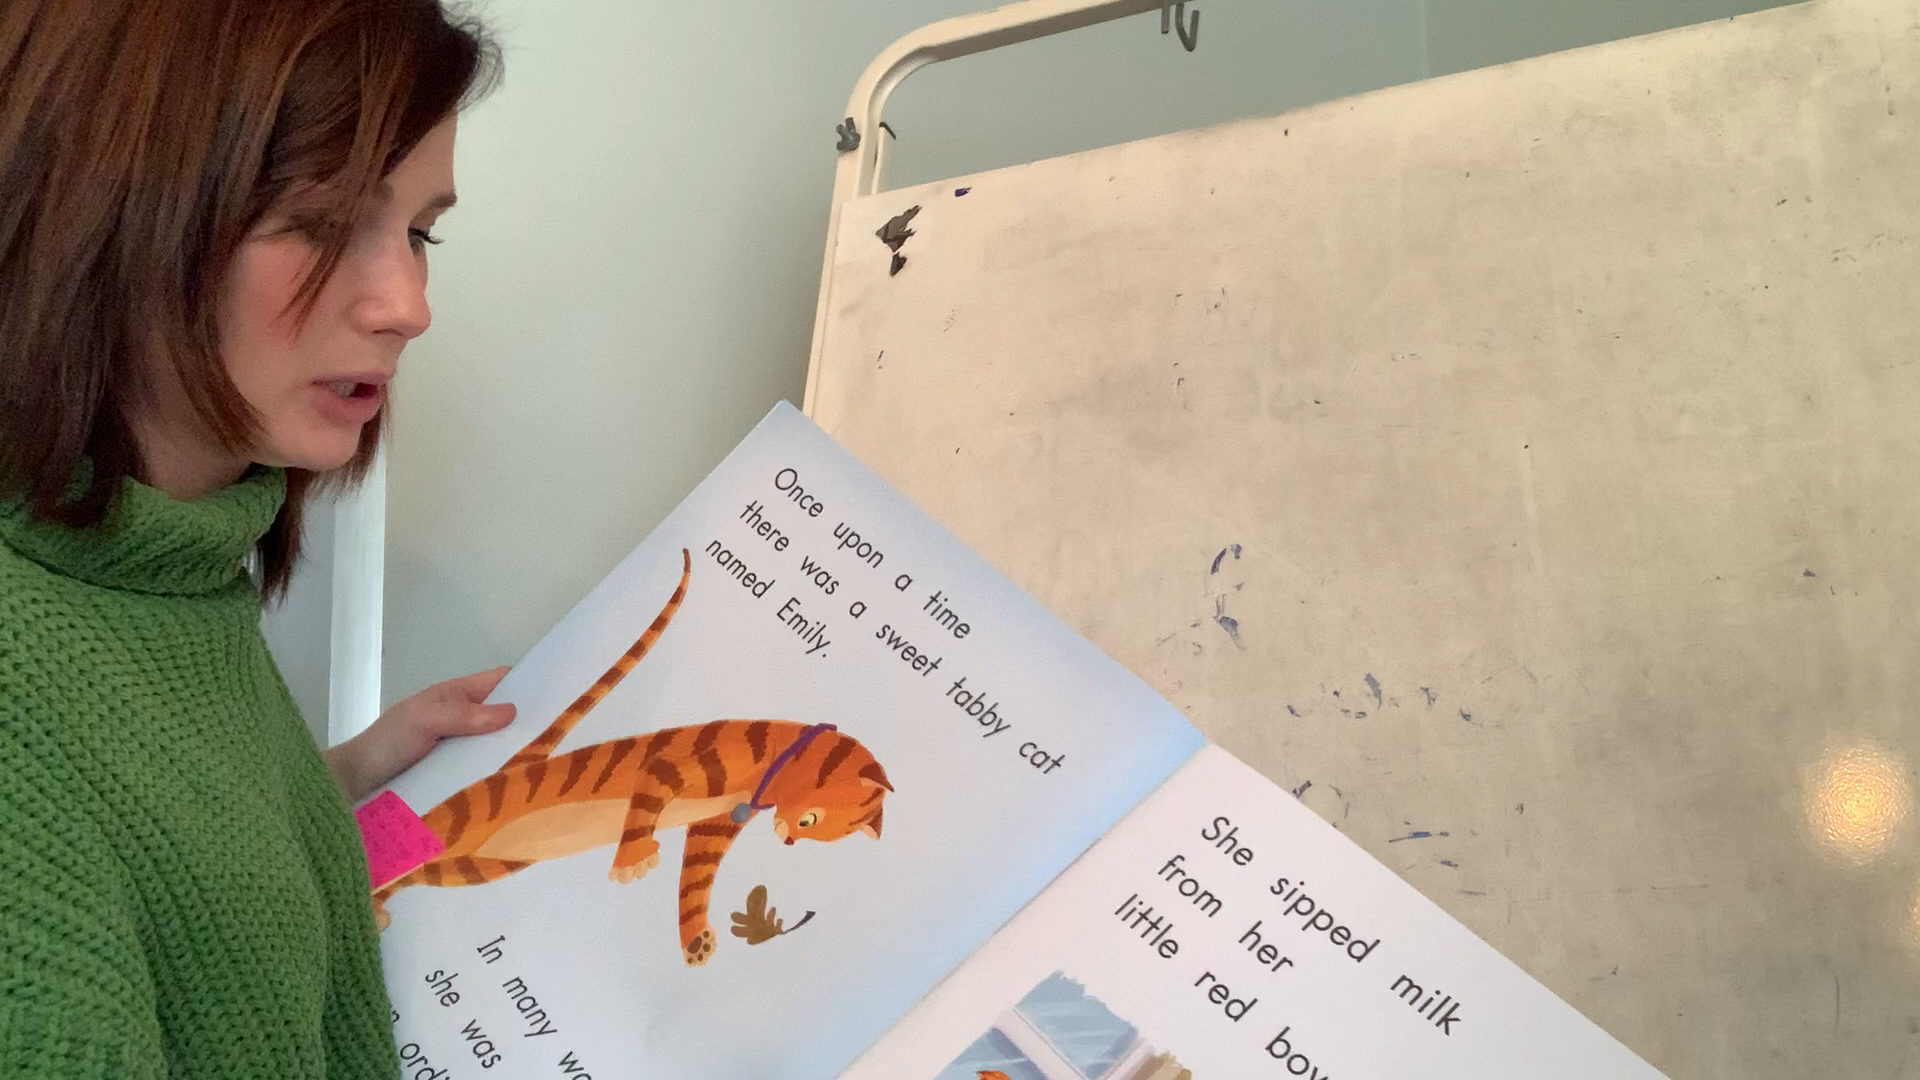 Once upon a time
there was a sweet tabby cat
named Emily.
In many
she was
She sipped milk
from her
little red